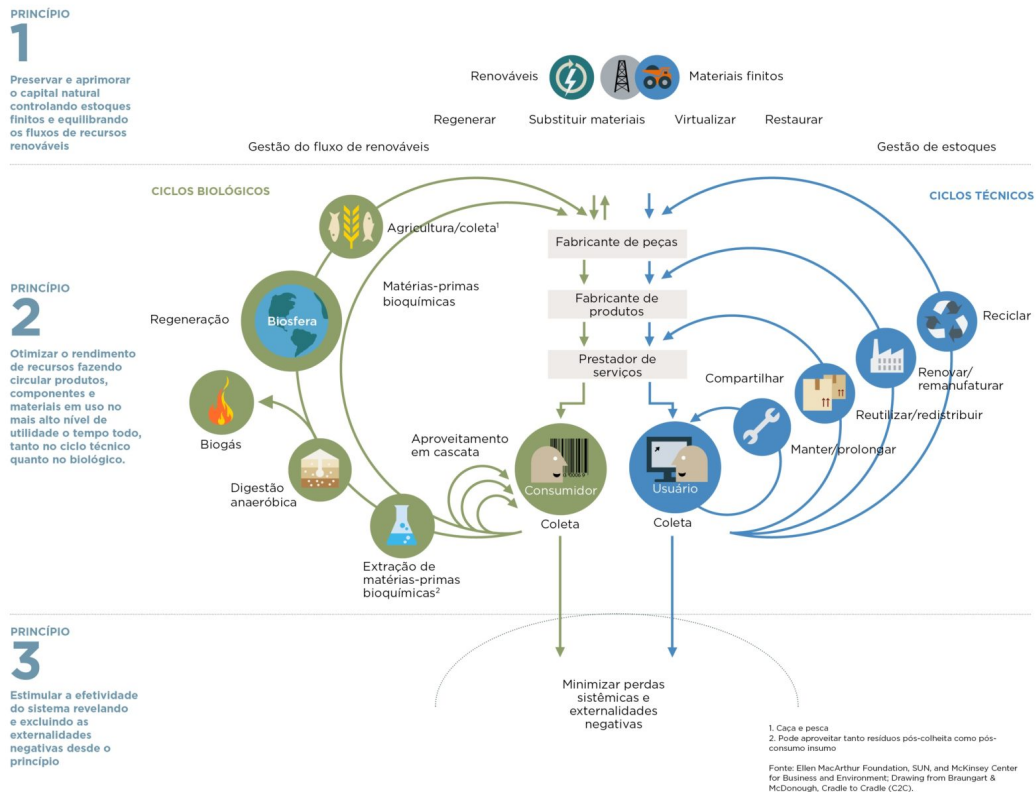 PRINCÍPIO
1
Preservar e aprimorar
o capital natural
controlando estoques
finitos e equilibrando
os fluxos de recursos
renováveis
Renováveis
Materiais finitos
Regenerar
Substituir materiais
Virtualizar
Restaurar
Gestão do fluxo de renováveis
Gestão de estoques
PRINCÍPIO
2
Otimizar o rendimento
de recursos fazendo
circular produtos,
componentes e
materiais em uso no
mais alto nível de
utilidade o tempo todo,
tanto no ciclo técnico
quanto no biológico.
CICLOS BIOLÓGICOS
CICLOS TÉCNICOS
Agricultura/coleta¹
Matérias-primas
bioquímicas
Regeneração
Biosfera
Biogás
Digestão
anaeróbica
Extração de
matérias-primas
bioquímicas²
Aproveitamento
em cascata
Fabricante de peças
Fabricante de
produtos
Prestador de
serviços
Consumidor
Coleta
Usuário
Coleta
Compartilhar
Manter/prolongar
Reutilizar/redistribuir
Renovar/
remanufaturar
Reciclar
PRINCÍPIO
3
Estimular a efetividade
do sistema revelando
e excluindo as
externalidades
negativas desde o
princípio
Minimizar perdas
sistêmicas e
externalidades
negativas
1. Caça e pesca
2. Pode aproveitar tanto resíduos pós-colheita como pós-
consumo insumo
Fonte: Ellen MacArthur Foundation, SUN, and McKinsey Center
for Business and Environment; Drawing from Braungart &
McDonough, Cradle to Cradle (C2C).